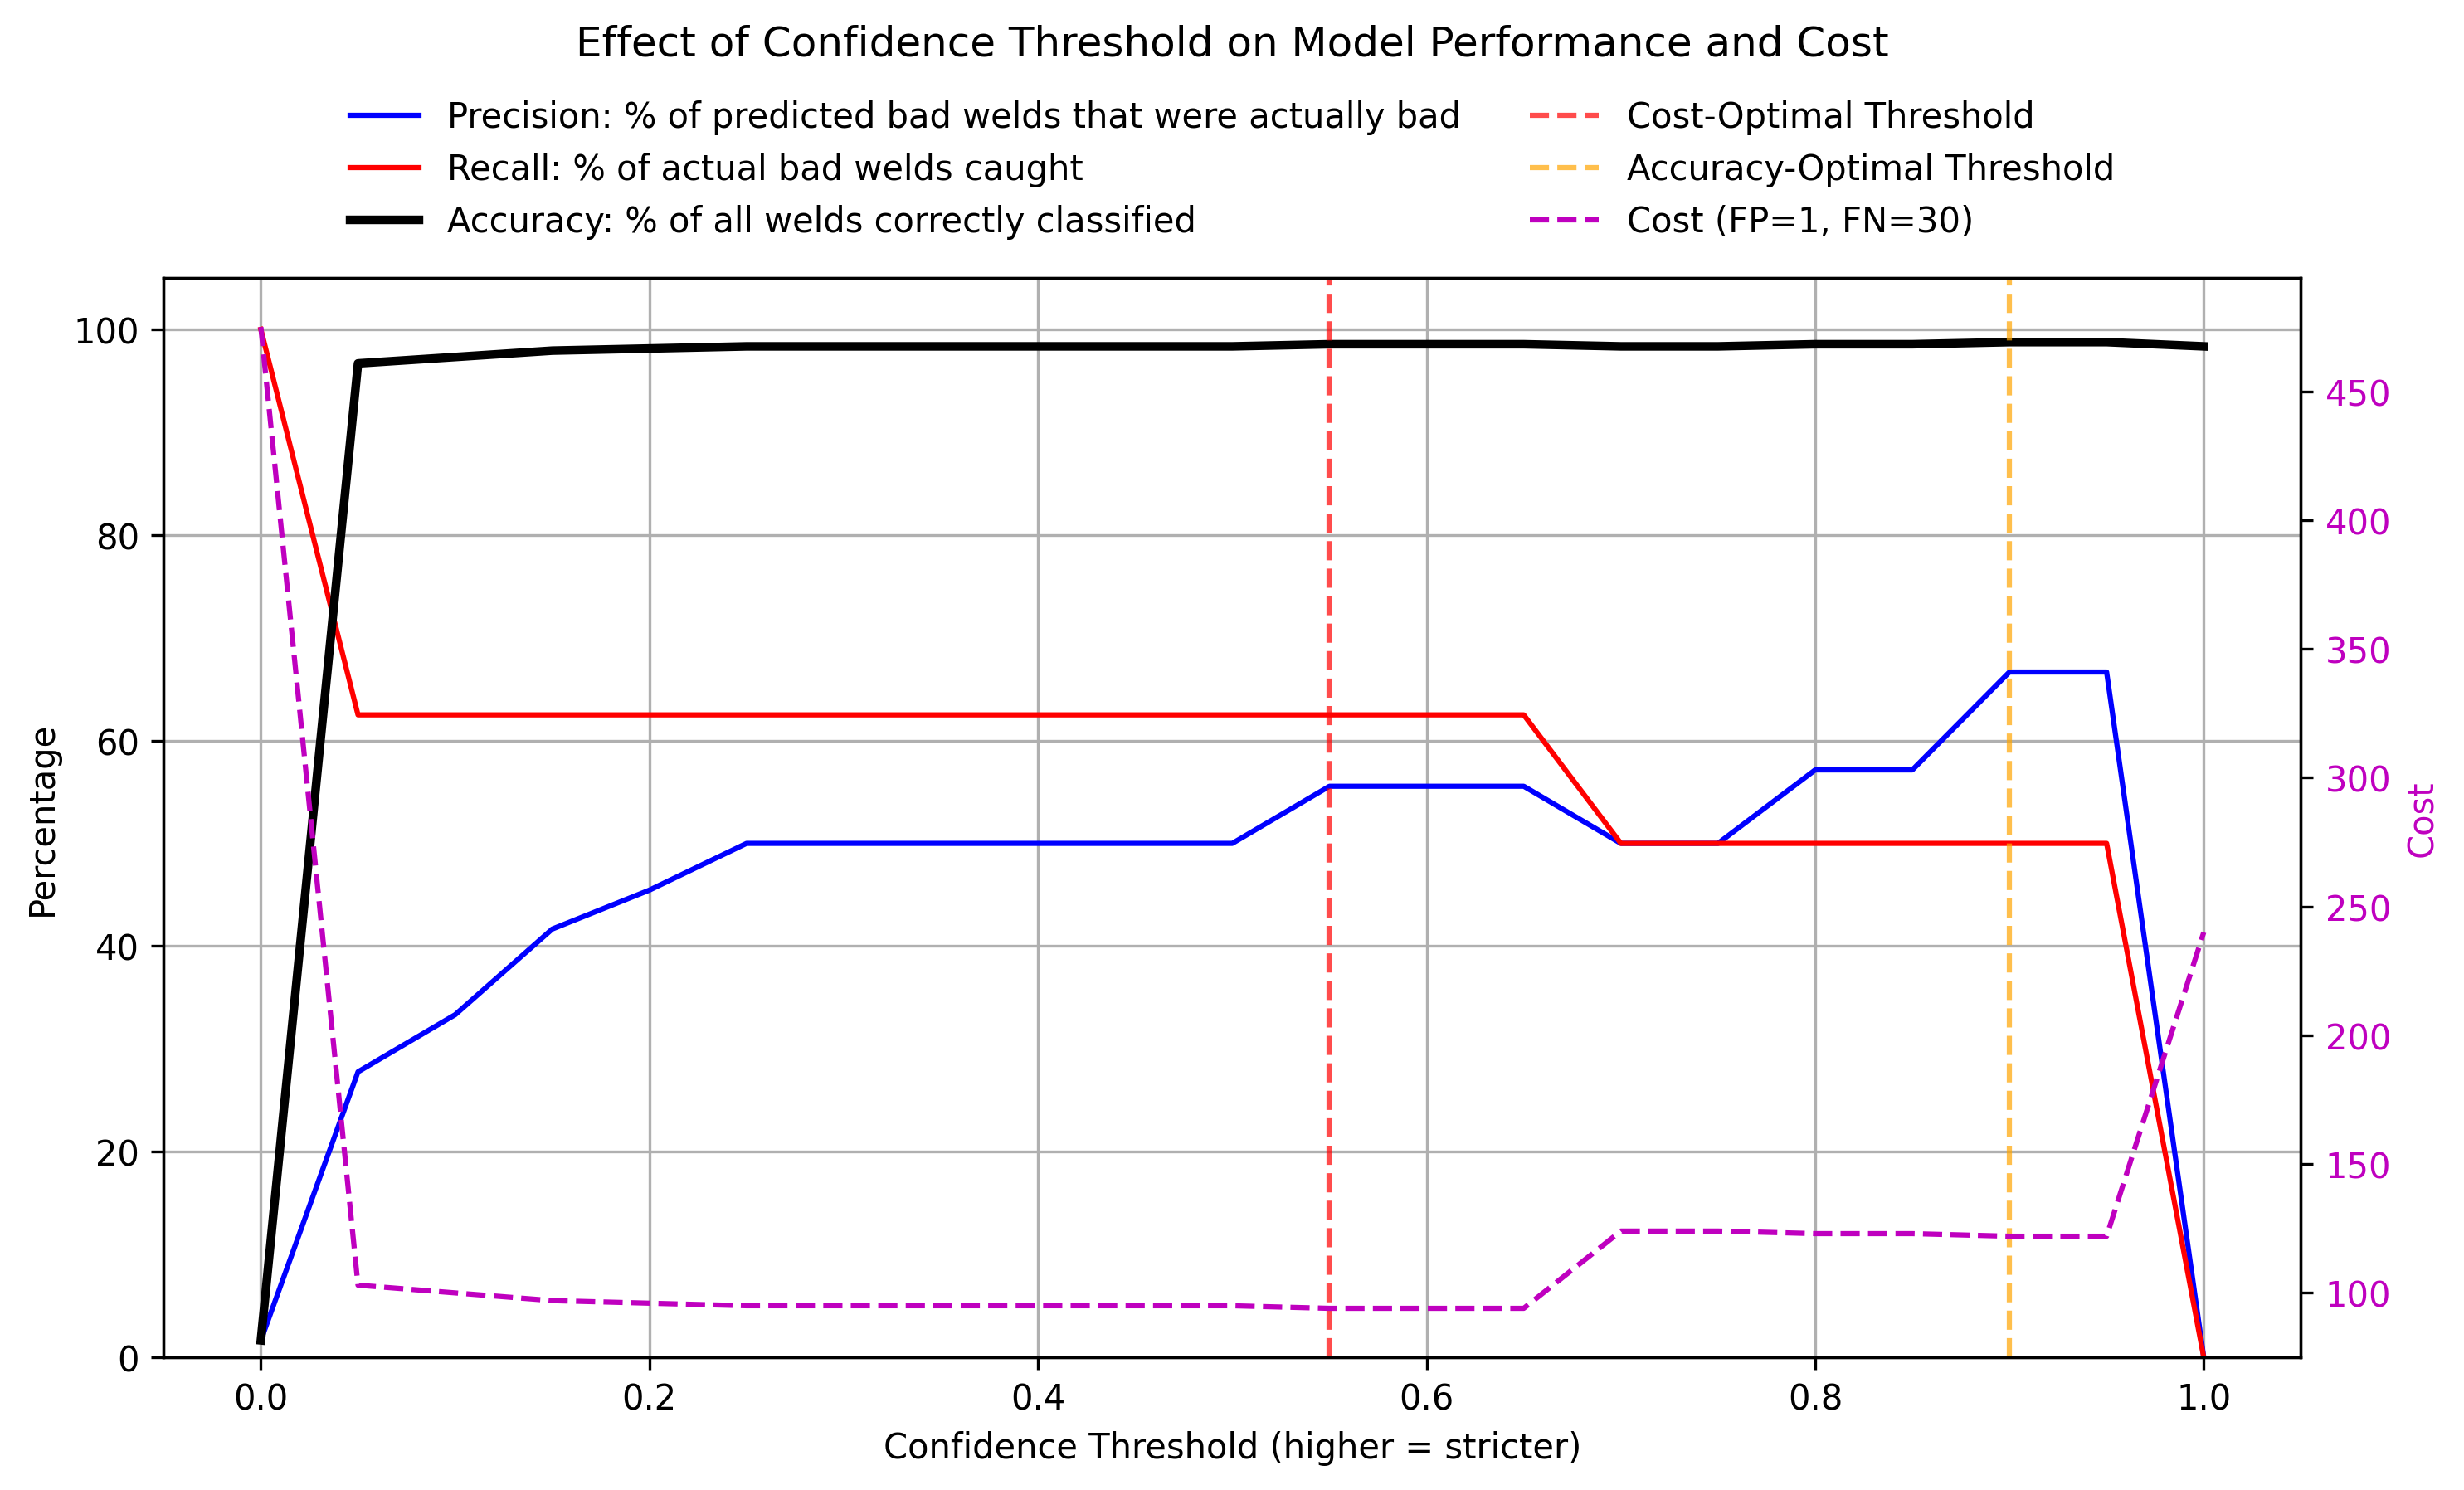 Effect of Confidence Threshold on Model Performance and Cost
Precision: % of predicted bad welds that were actually bad
Recall: % of actual bad welds caught
Accuracy: % of all welds correctly classified
Cost-Optimal Threshold
Accuracy-Optimal Threshold
Cost (FP=1, FN=30)
Percentage
100
80
60
40
20
0
0.0
0.2
0.4
0.6
0.8
1.0
Confidence Threshold (higher = stricter)
450
400
350
300
250
200
150
100
Cost